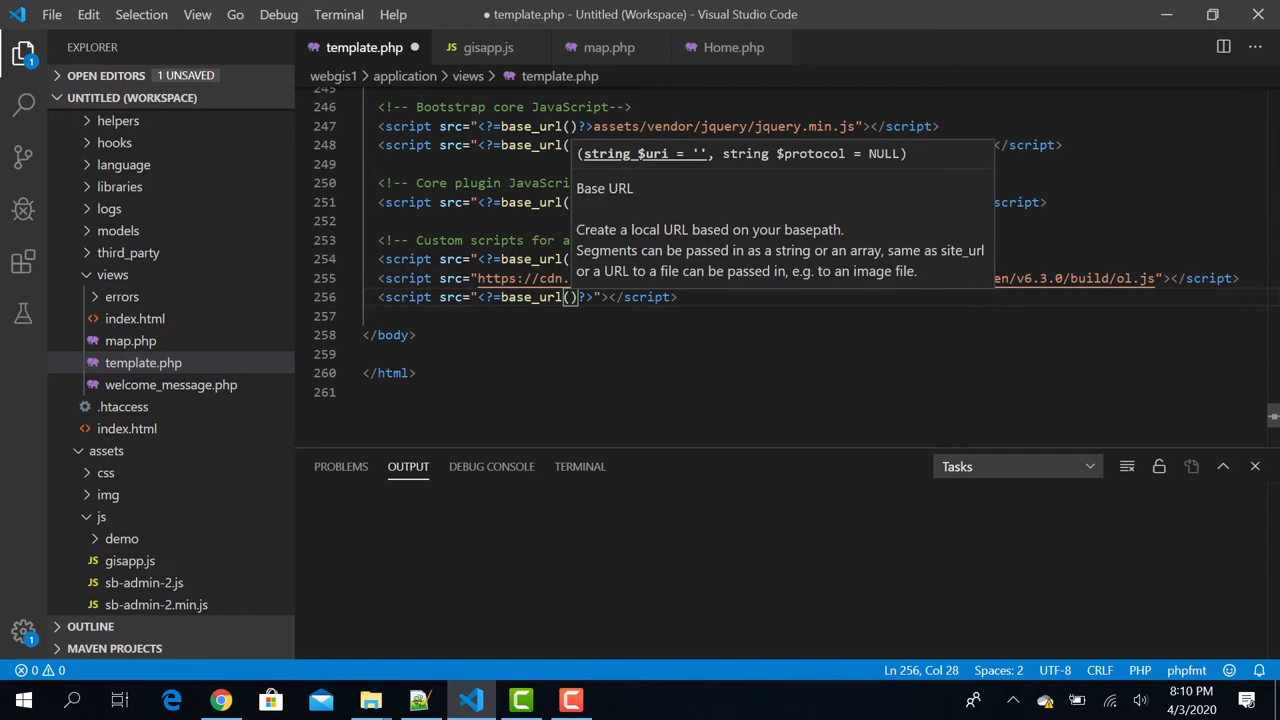 File Edit Selection View Go Debug Terminal Help
● template.php - Untitled (Workspace) - Visual Studio Code
EXPLORER
template.php
JS gisapp.js
map.php
Home.php
OPEN EDITORS 1 UNSAVED
UNTITLED (WORKSPACE)
helpers
hooks
language
libraries
logs
models
third_party
views
errors
index.html
map.php
template.php
welcome_message.php
.htaccess
index.html
assets
css
img
js
demo
JS gisapp.js
JS sb-admin-2.js
JS sb-admin-2.min.js
OUTLINE
MAVEN PROJECTS
webgis1 > application > views > template.php
245
246 <!-- Bootstrap core JavaScript-->
247 <script src="<?=base_url()?>assets/vendor/jquery/jquery.min.js"></script>
248 <script src="<?=base_url( </script>
249
250 <!-- Core plugin JavaScri
251 <script src="<?=base_url( script>
252
253 <!-- Custom scripts for a
254 <script src="<?=base_url(
255 <script src="https://cdn. en/v6.3.0/build/ol.js"></script>
256 <script src="<?=base_url()?>"></script>
257
258 </body>
259
260 </html>
261
(string $uri = '', string $protocol = NULL)
Base URL
Create a local URL based on your basepath.
Segments can be passed in as a string or an array, same as site_url
or a URL to a file can be passed in, e.g. to an image file.
PROBLEMS OUTPUT DEBUG CONSOLE TERMINAL
Tasks
0 0
Ln 256, Col 28 Spaces: 2 UTF-8 CRLF PHP phpfmt
1
1
8:10 PM
4/3/2020